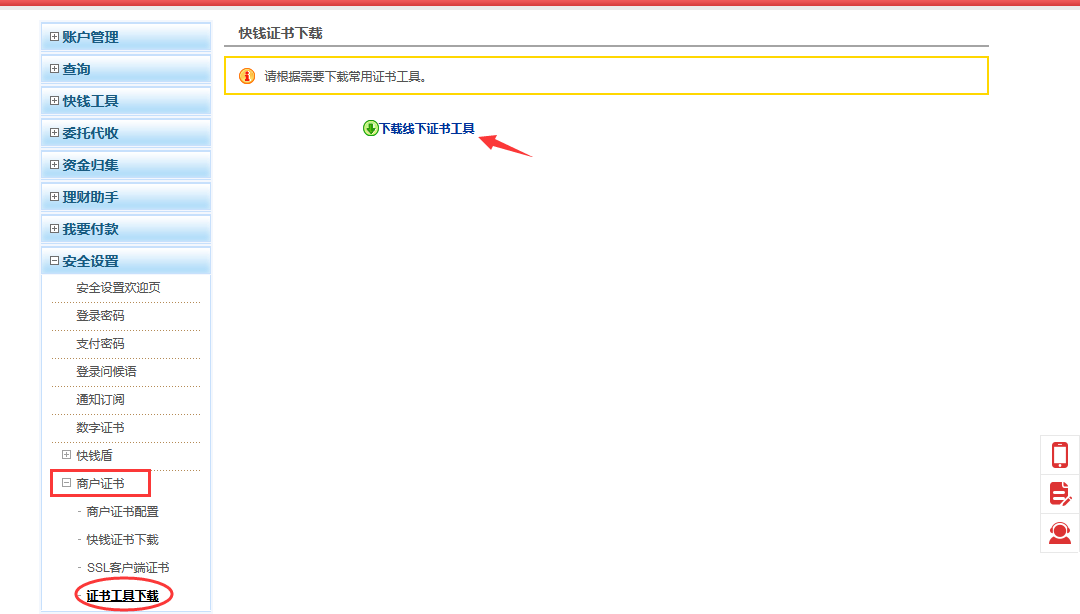 账户管理
查询
快钱工具
委托代收
资金归集
理财助手
我要付款
安全设置
安全设置欢迎页
登录密码
支付密码
登录问候语
通知订阅
数字证书
快钱盾
商户证书
- 商户证书配置
- 快钱证书下载
- SSL客户端证书
- 证书工具下载
快钱证书下载
请根据需要下载常用证书工具。
下载线下证书工具